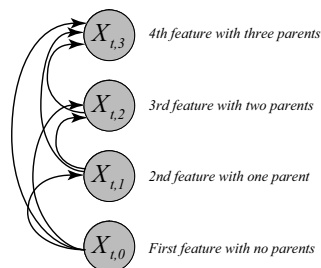 X_{t,3} 4th feature with three parents
X_{t,2} 3rd feature with two parents
X_{t,1} 2nd feature with one parent
X_{t,0} First feature with no parents